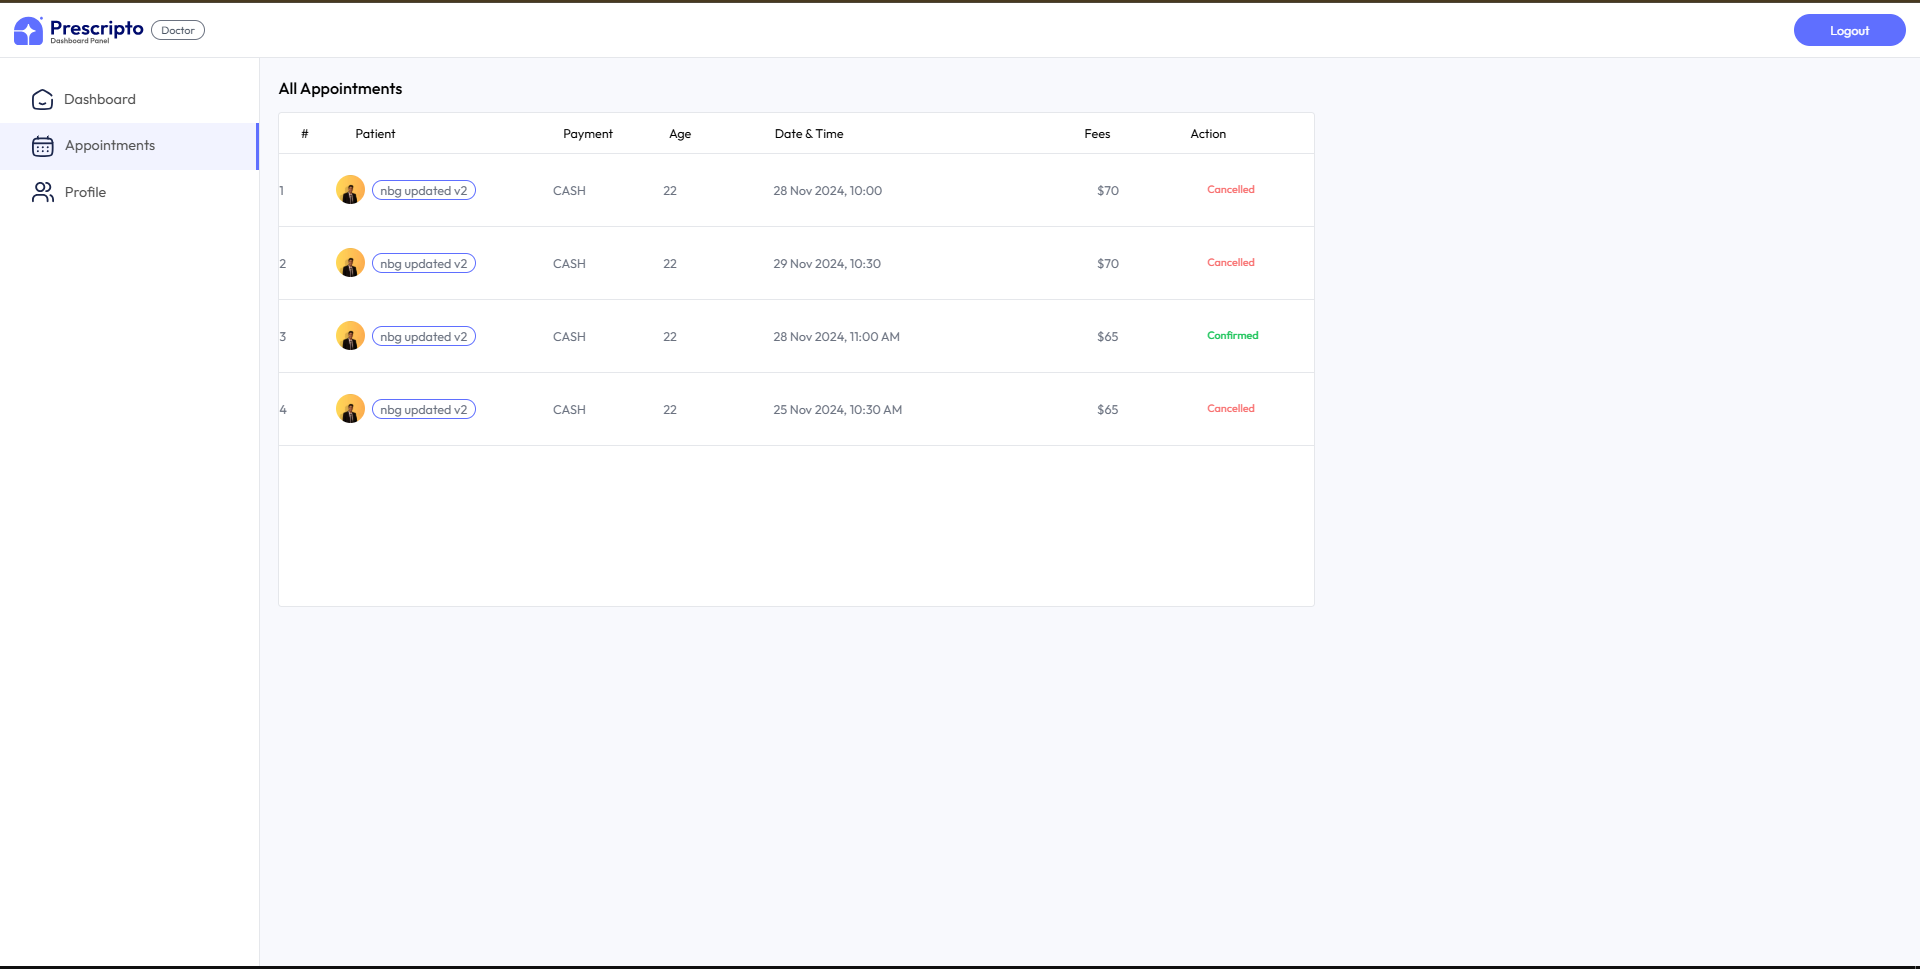 Prescripto
Dashboard Panel
Doctor
Logout
Dashboard
Appointments
Profile
All Appointments
# Patient Payment Age Date & Time Fees Action
1 nbg updated v2 CASH 22 28 Nov 2024, 10:00 $70 Cancelled
2 nbg updated v2 CASH 22 29 Nov 2024, 10:30 $70 Cancelled
3 nbg updated v2 CASH 22 28 Nov 2024, 11:00 AM $65 Confirmed
4 nbg updated v2 CASH 22 25 Nov 2024, 10:30 AM $65 Cancelled